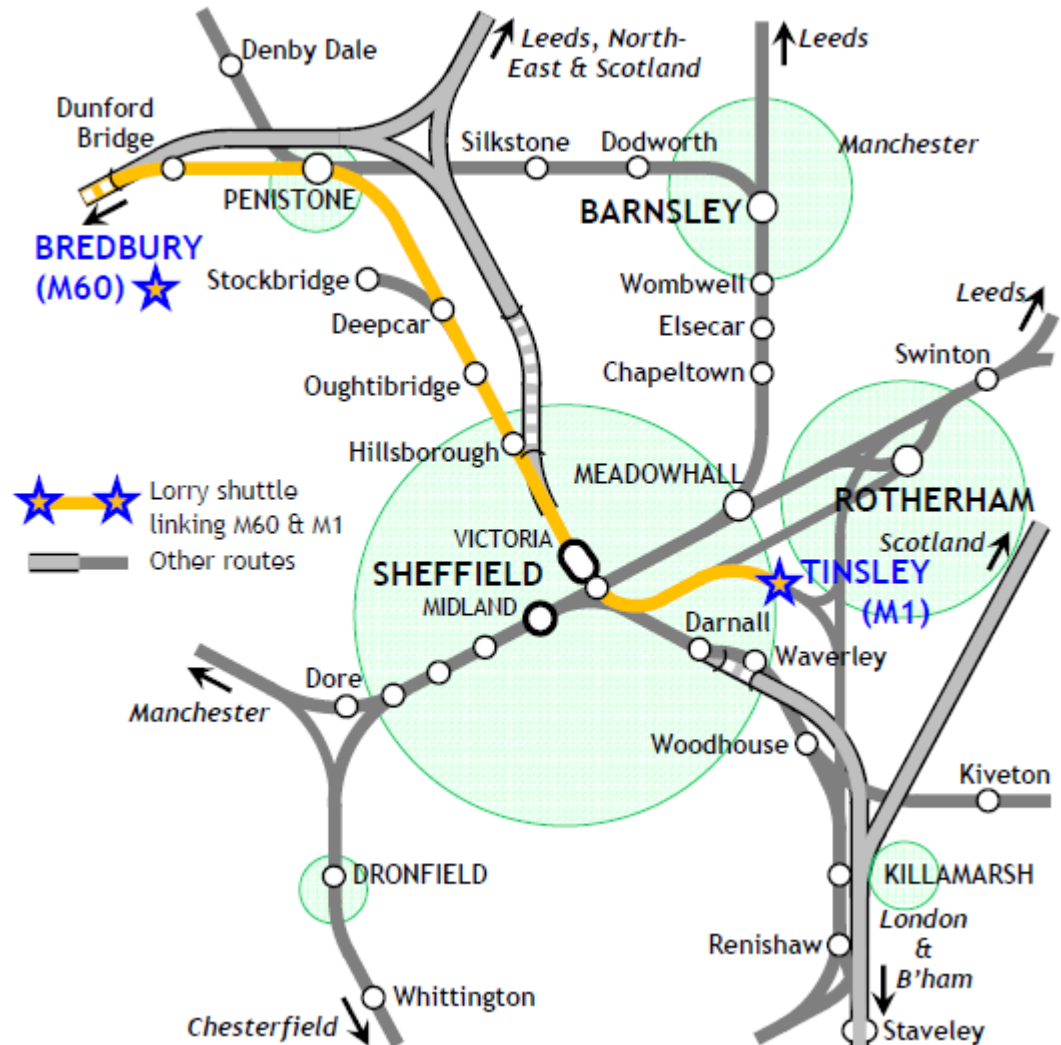 Denby Dale
Leeds, North-
East & Scotland
Leeds
Dunford
Bridge
Silkstone
Dodworth
Manchester
PENISTONE
BARNSLEY
BREDBURY
(M60)
Stockbridge
Wombwell
Leeds
Deepcar
Elsecar
Swinton
Oughtibridge
Chapeltown
Hillsborough
MEADOWHALL
ROTHERHAM
Lorry shuttle
linking M60 & M1
Other routes
VICTORIA
Scotland
SHEFFIELD
TINSLEY
(M1)
MIDLAND
Darnall
Waverley
Dore
Manchester
Woodhouse
Kiveton
DRONFIELD
KILLAMARSH
London
&
B'ham
Renishaw
Whittington
Chesterfield
Staveley